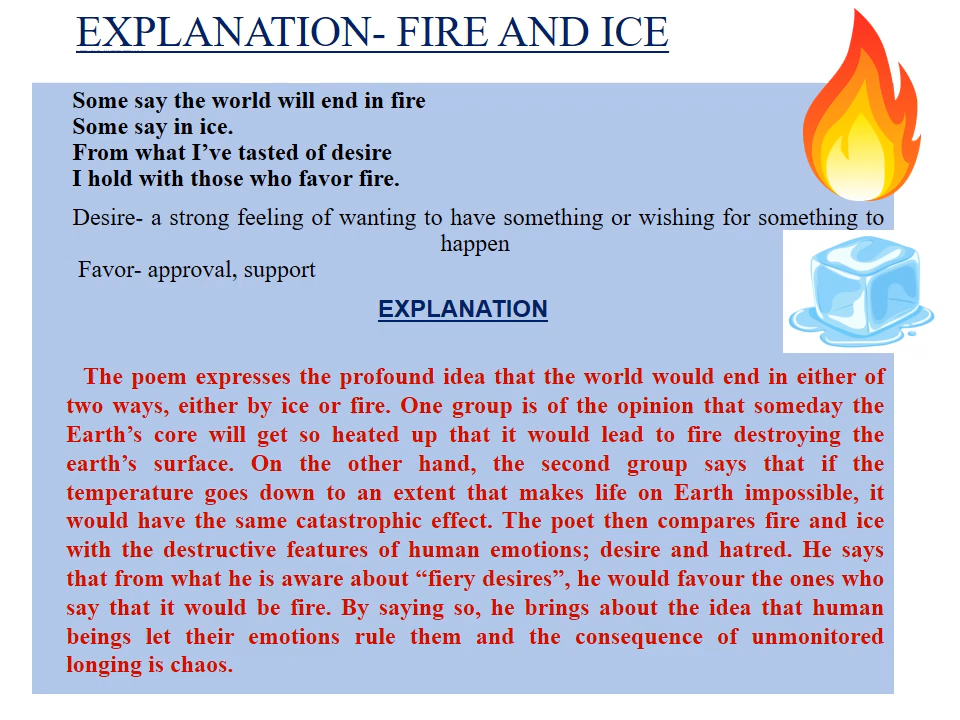 EXPLANATION- FIRE AND ICE
Some say the world will end in fire
Some say in ice.
From what I’ve tasted of desire
I hold with those who favor fire.
Desire- a strong feeling of wanting to have something or wishing for something to
happen
Favor- approval, support
EXPLANATION
The poem expresses the profound idea that the world would end in either of
two ways, either by ice or fire. One group is of the opinion that someday the
Earth’s core will get so heated up that it would lead to fire destroying the
earth’s surface. On the other hand, the second group says that if the
temperature goes down to an extent that makes life on Earth impossible, it
would have the same catastrophic effect. The poet then compares fire and ice
with the destructive features of human emotions; desire and hatred. He says
that from what he is aware about “fiery desires”, he would favour the ones who
say that it would be fire. By saying so, he brings about the idea that human
beings let their emotions rule them and the consequence of unmonitored
longing is chaos.